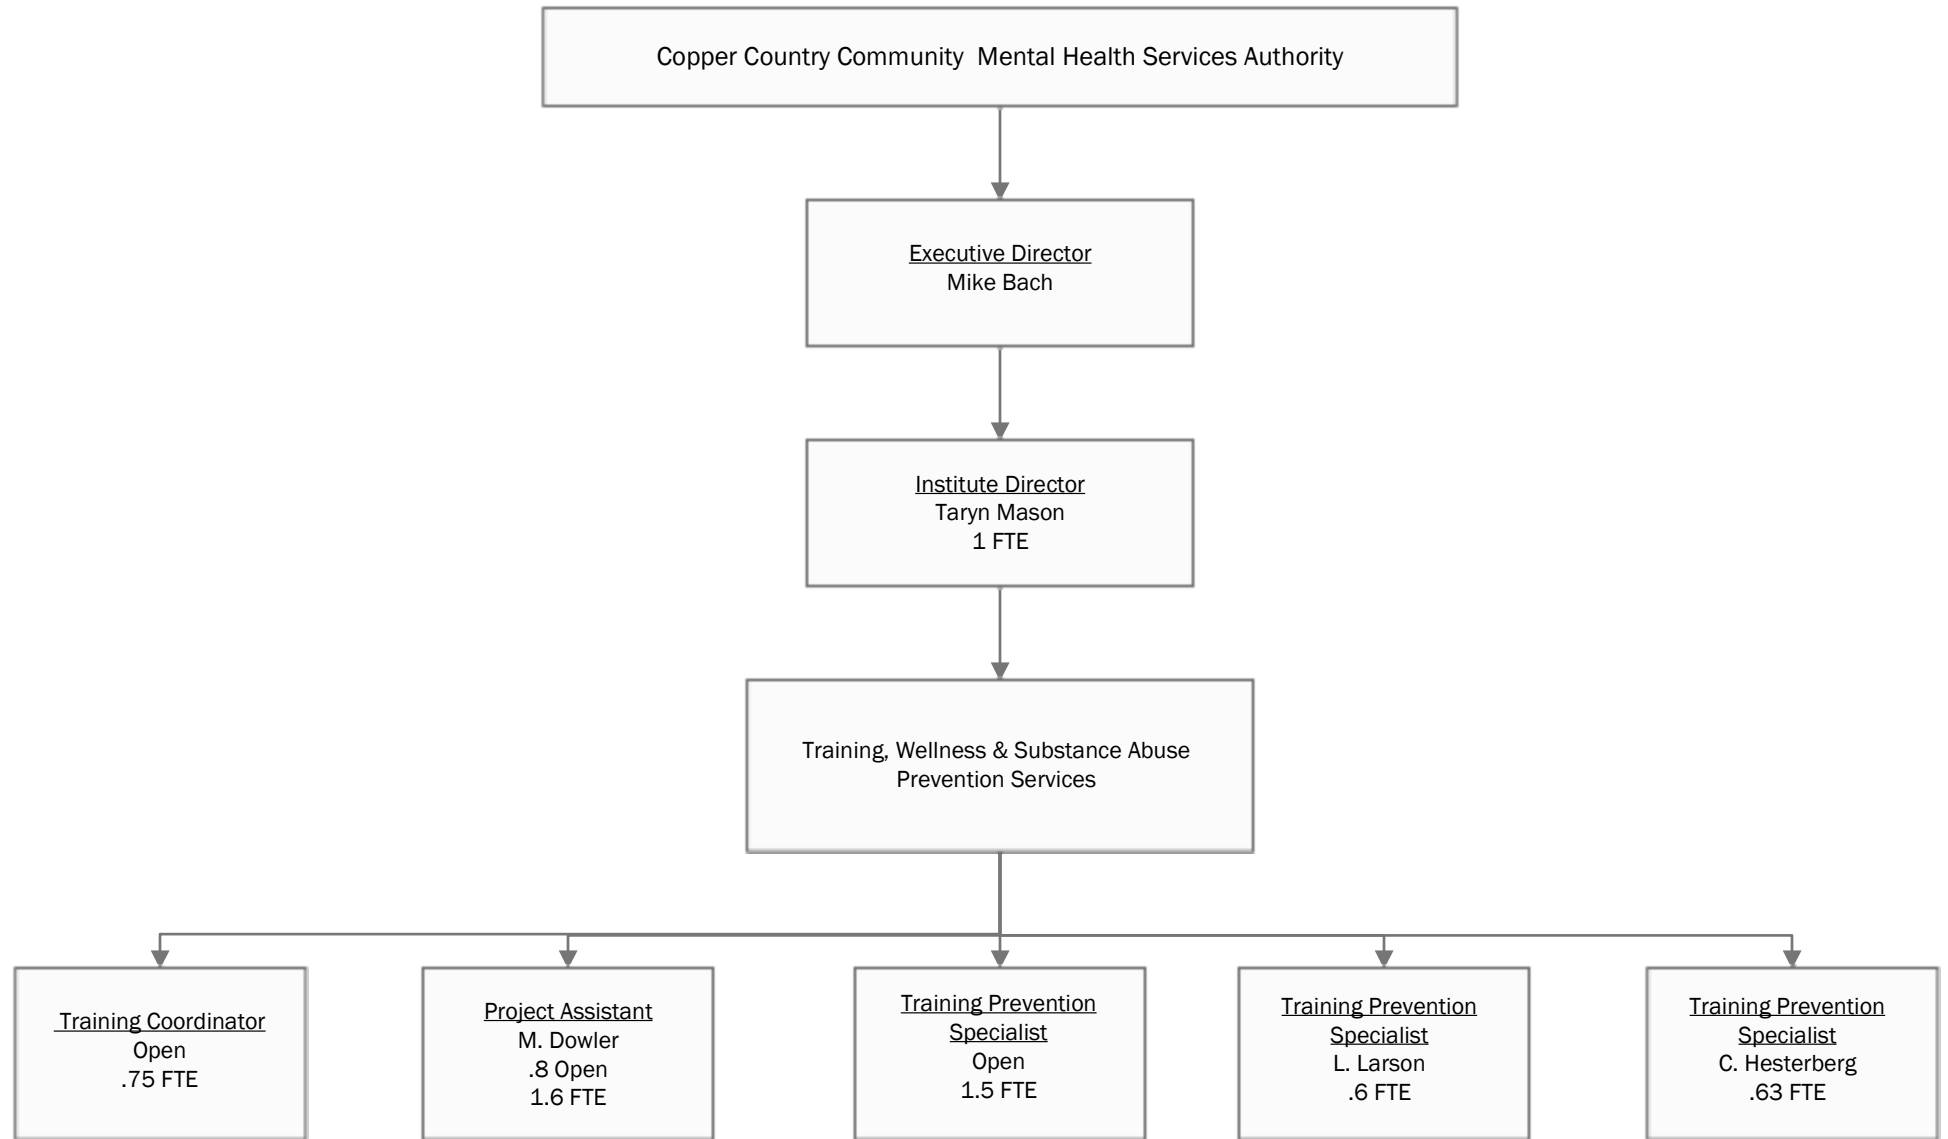 Copper Country Community  Mental Health Services Authority
Executive Director
Mike Bach
Institute Director
Taryn Mason
1 FTE
Training, Wellness & Substance Abuse
Prevention Services
Training Coordinator
Open
.75 FTE
Project Assistant
M. Dowler
.8 Open
1.6 FTE
Training Prevention
Specialist
Open
1.5 FTE
Training Prevention
Specialist
L. Larson
.6 FTE
Training Prevention
Specialist
C. Hesterberg
.63 FTE